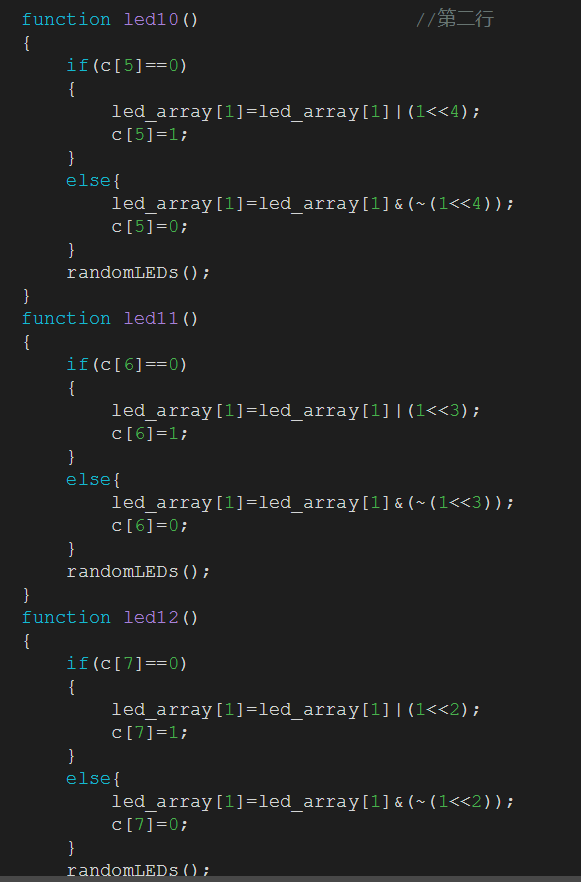 function led10()                    //第二行
{
    if(c[5]==0)
    {
        led_array[1]=led_array[1]|(1<<4);
        c[5]=1;
    }
    else{
        led_array[1]=led_array[1]&(~(1<<4));
        c[5]=0;
    }
    randomLEDs();
}
function led11()
{
    if(c[6]==0)
    {
        led_array[1]=led_array[1]|(1<<3);
        c[6]=1;
    }
    else{
        led_array[1]=led_array[1]&(~(1<<3));
        c[6]=0;
    }
    randomLEDs();
}
function led12()
{
    if(c[7]==0)
    {
        led_array[1]=led_array[1]|(1<<2);
        c[7]=1;
    }
    else{
        led_array[1]=led_array[1]&(~(1<<2));
        c[7]=0;
    }
    randomLEDs();